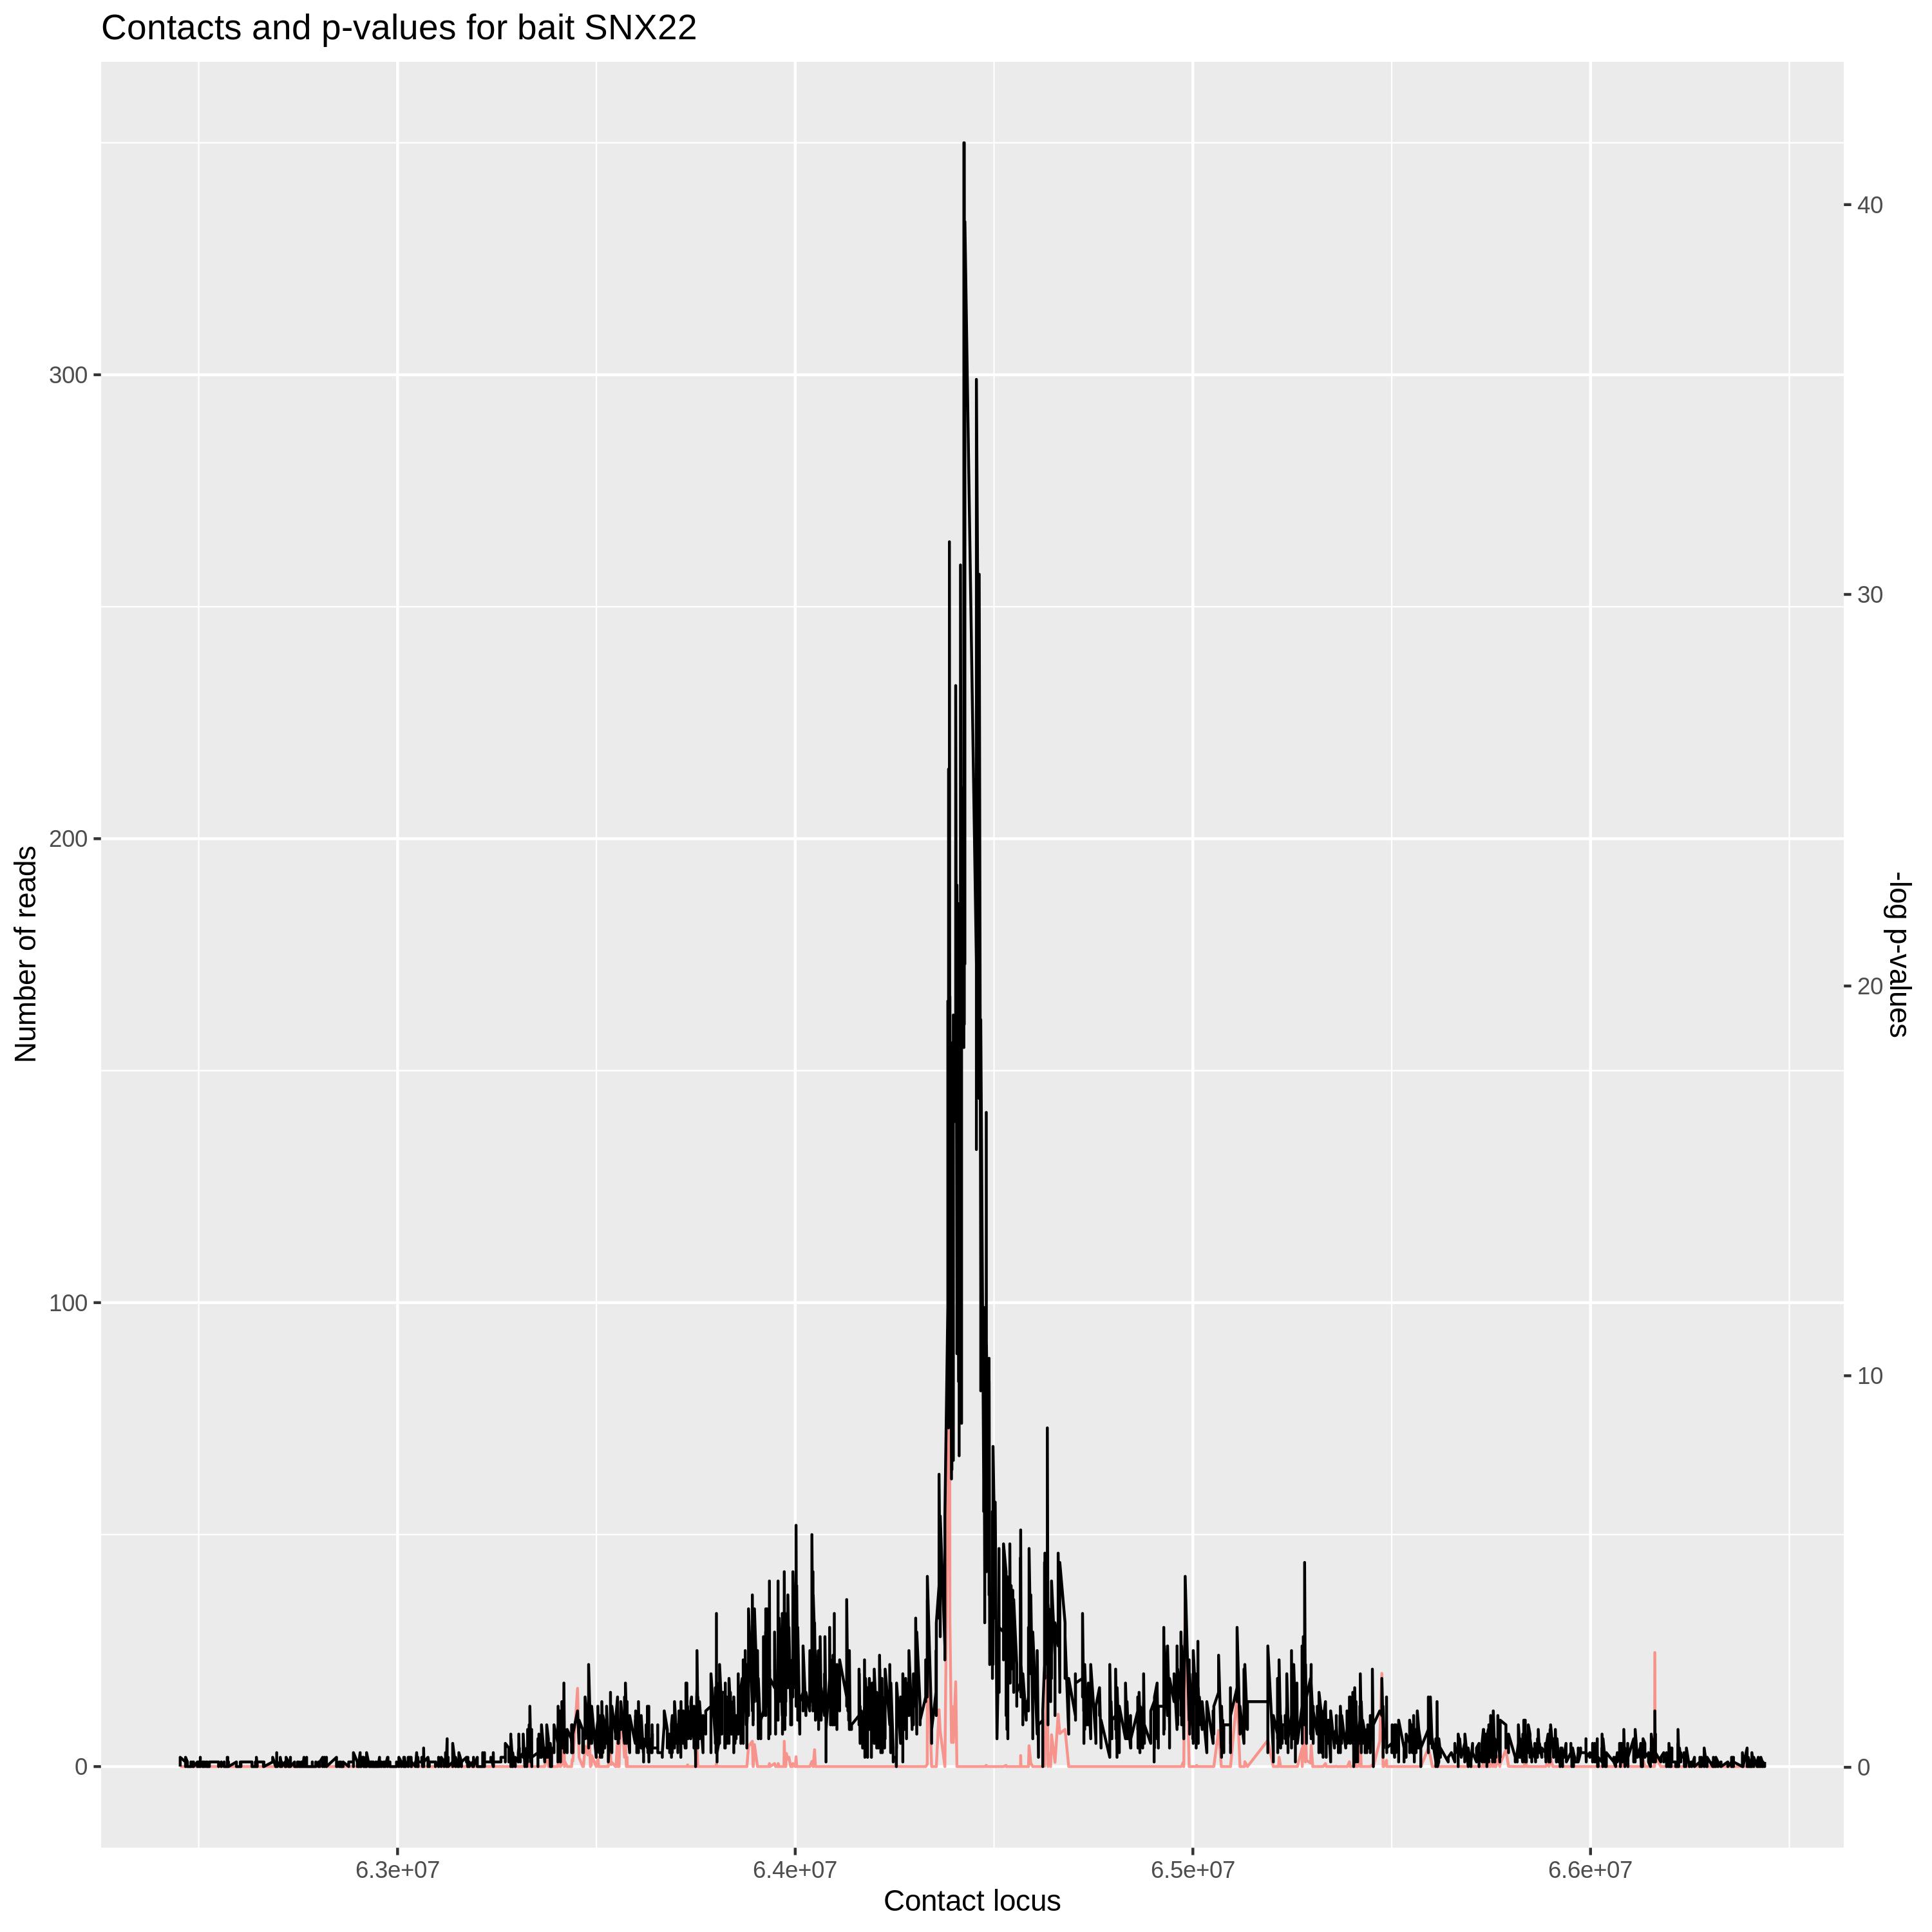 Contacts and p-values for bait SNX22
Number of reads
300
200
100
0
40
30
20
10
0
-log p-values
6.3e+07
6.4e+07
6.5e+07
6.6e+07
Contact locus